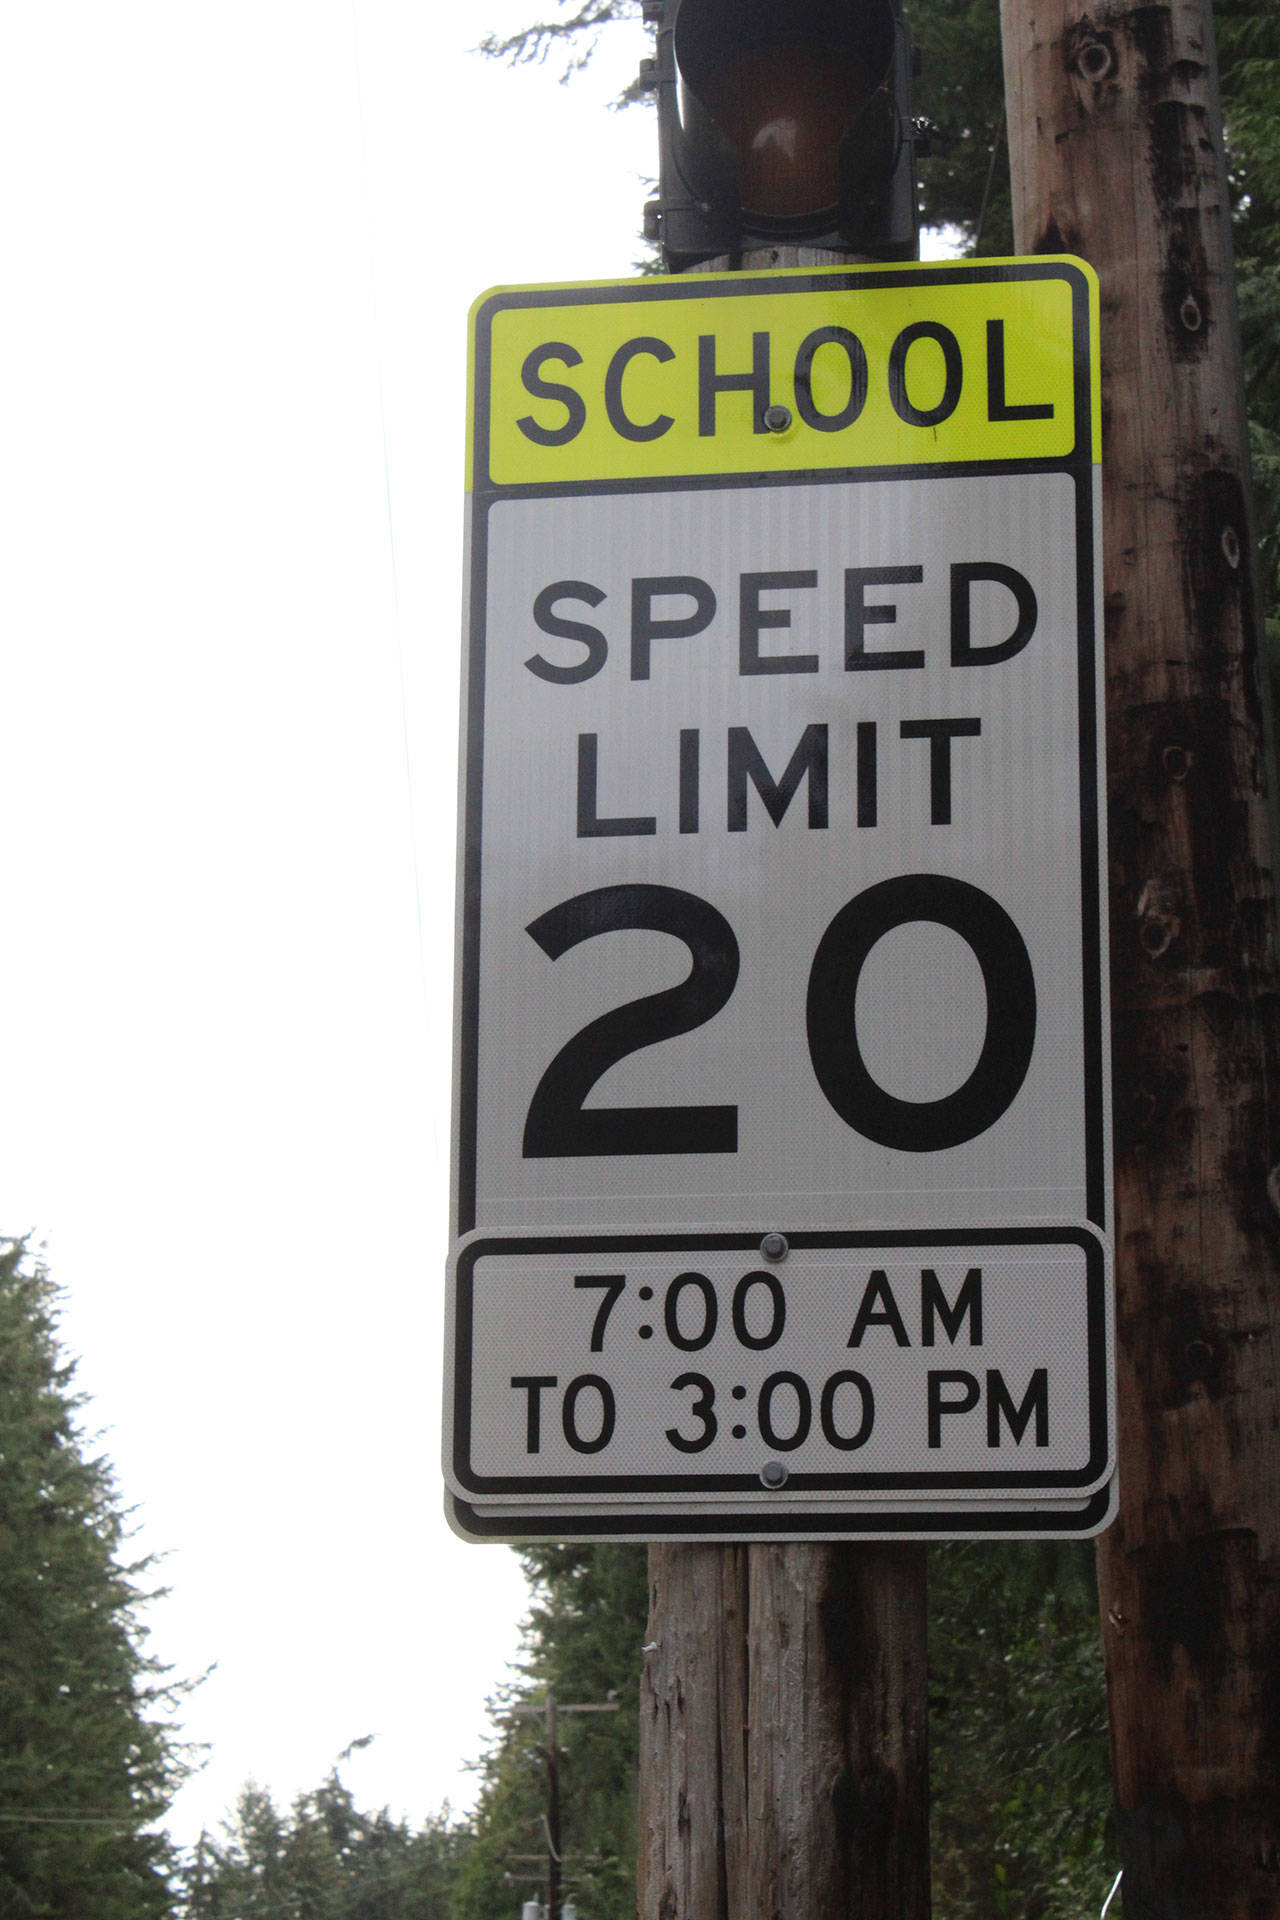 SCHOOL
SPEED
LIMIT
20
7:00 AM
TO 3:00 PM